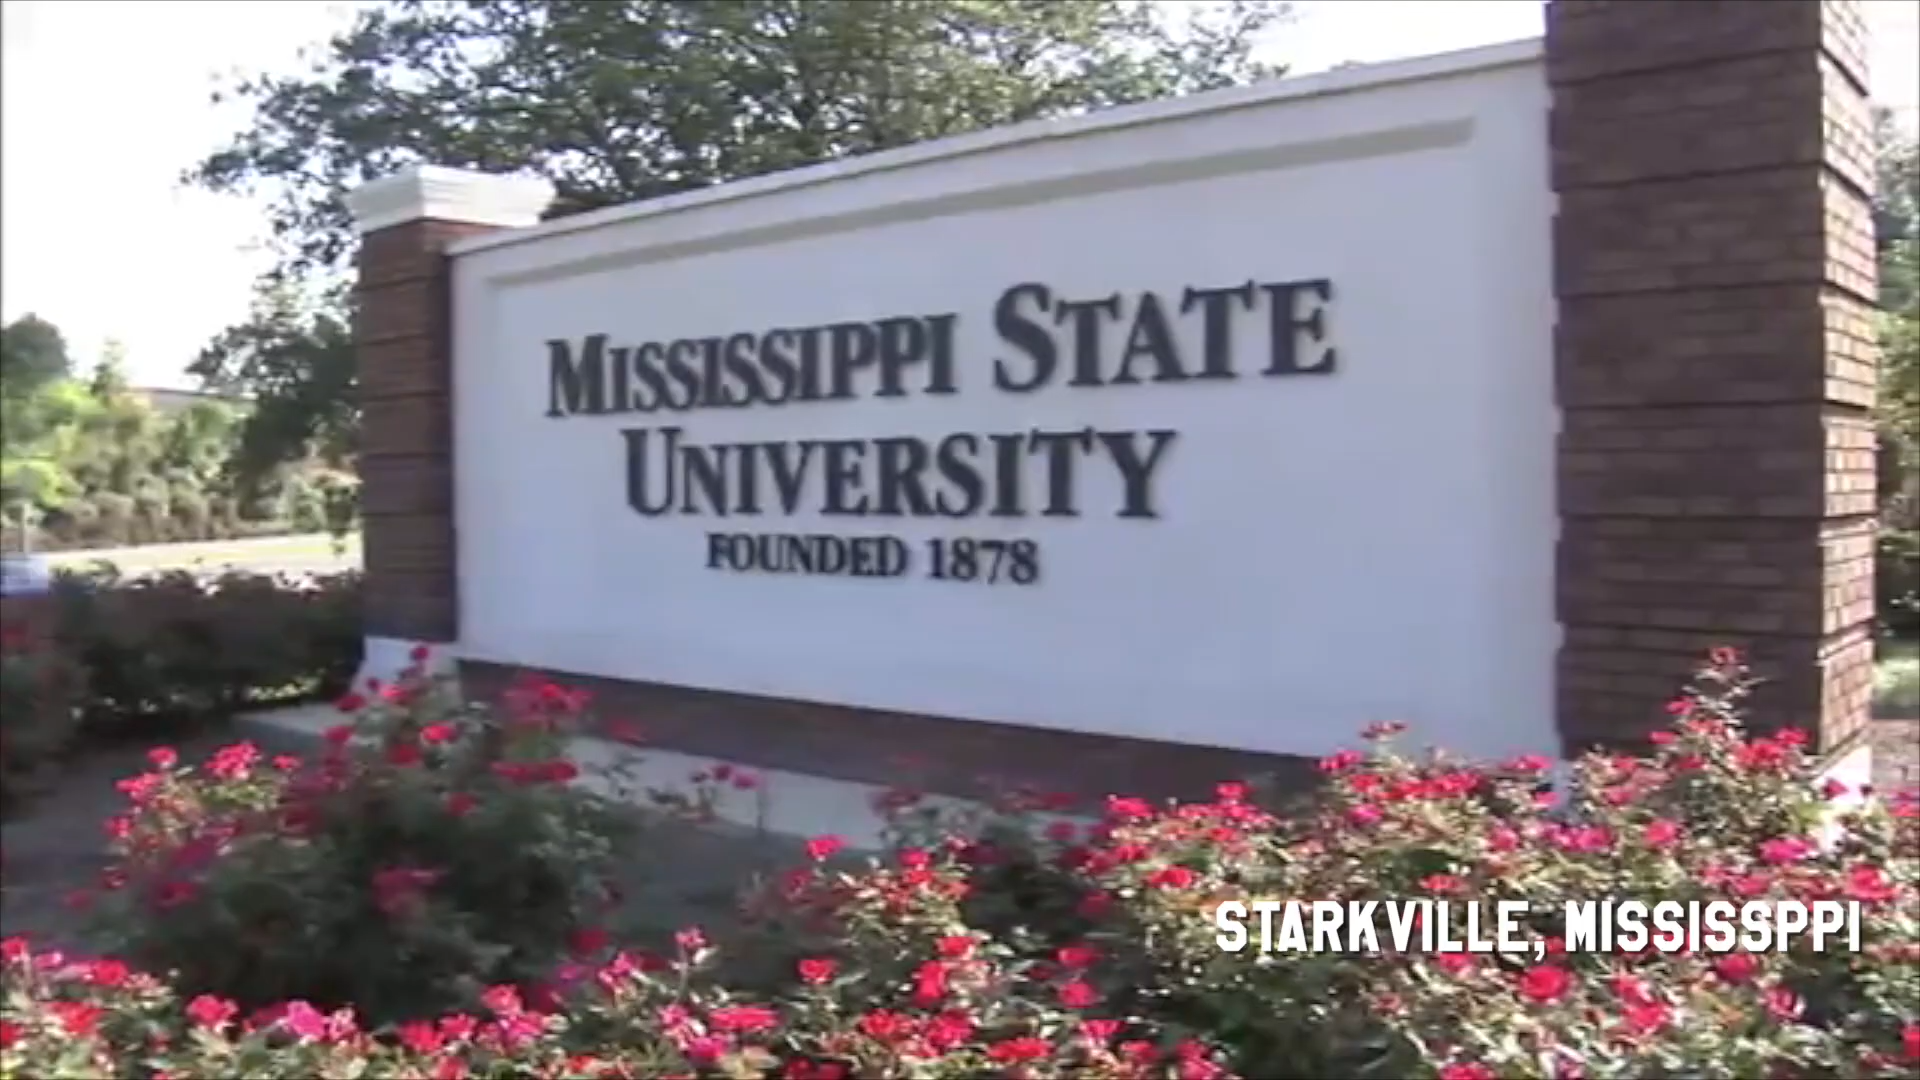 MISSISSIPPI STATE
UNIVERSITY
FOUNDED 1878
STARKVILLE, MISSISSPPI